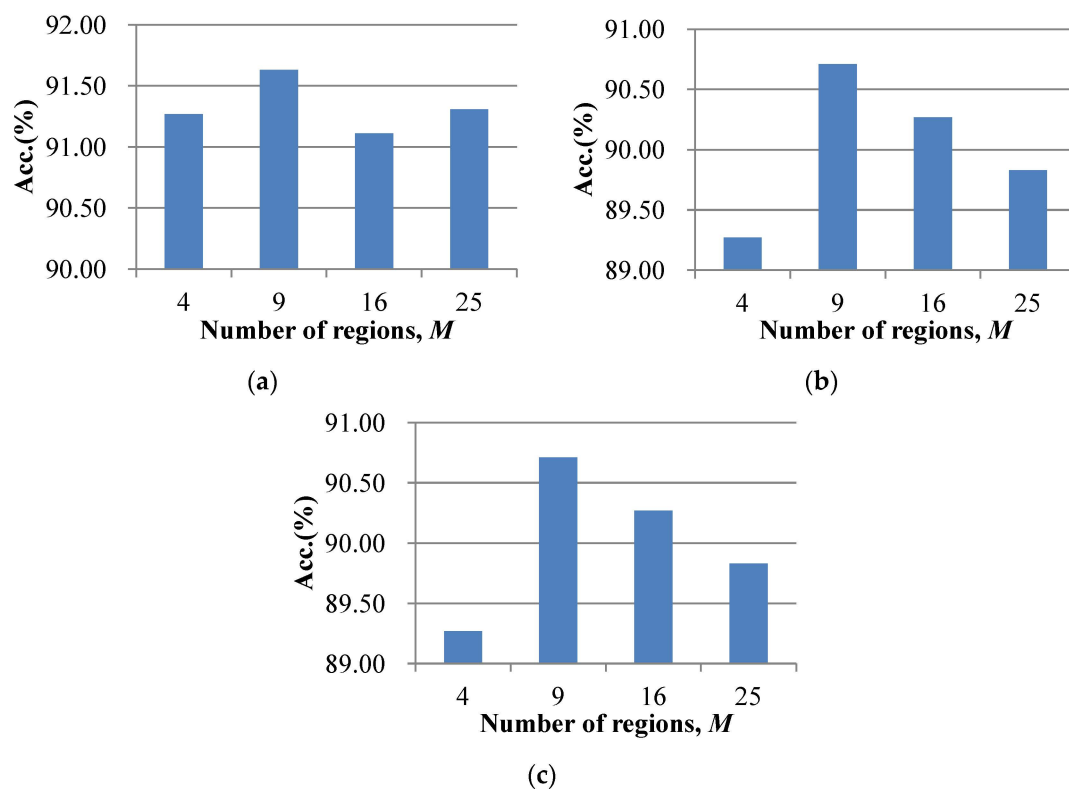 92.00
91.50
91.00
90.50
90.00
Acc.(%)
4 9 16 25
Number of regions, M
(a)
91.00
90.50
90.00
89.50
89.00
Acc.(%)
4 9 16 25
Number of regions, M
(b)
91.00
90.50
90.00
89.50
89.00
Acc.(%)
4 9 16 25
Number of regions, M
(c)